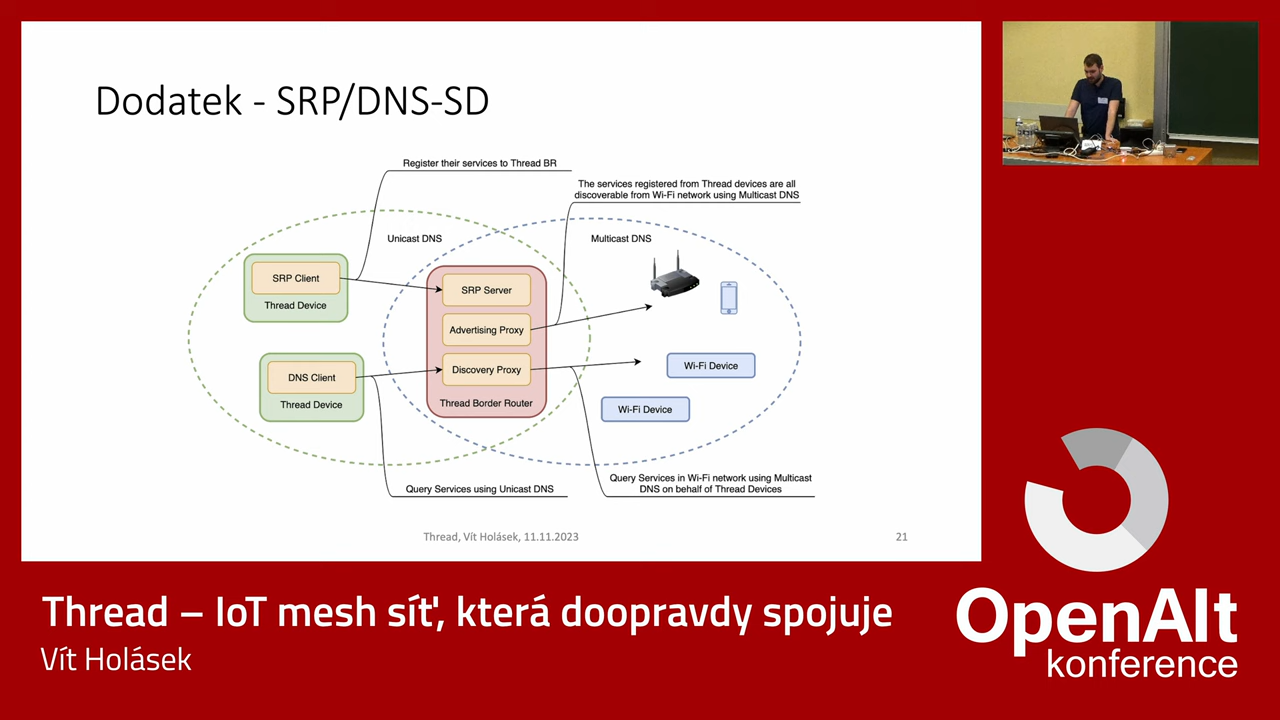 Dodatek - SRP/DNS-SD
Register their services to Thread BR
The services registered from Thread devices are all
discoverable from Wi-Fi network using Multicast DNS
Unicast DNS
Multicast DNS
SRP Client
Thread Device
SRP Server
Advertising Proxy
Discovery Proxy
Thread Border Router
DNS Client
Thread Device
Wi-Fi Device
Wi-Fi Device
Query Services using Unicast DNS
Query Services in Wi-Fi network using Multicast
DNS on behalf of Thread Devices
Thread, Vít Holásek, 11.11.2023
21
Thread – IoT mesh síť, která doopravdy spojuje
Vít Holásek
OpenAlt
konference